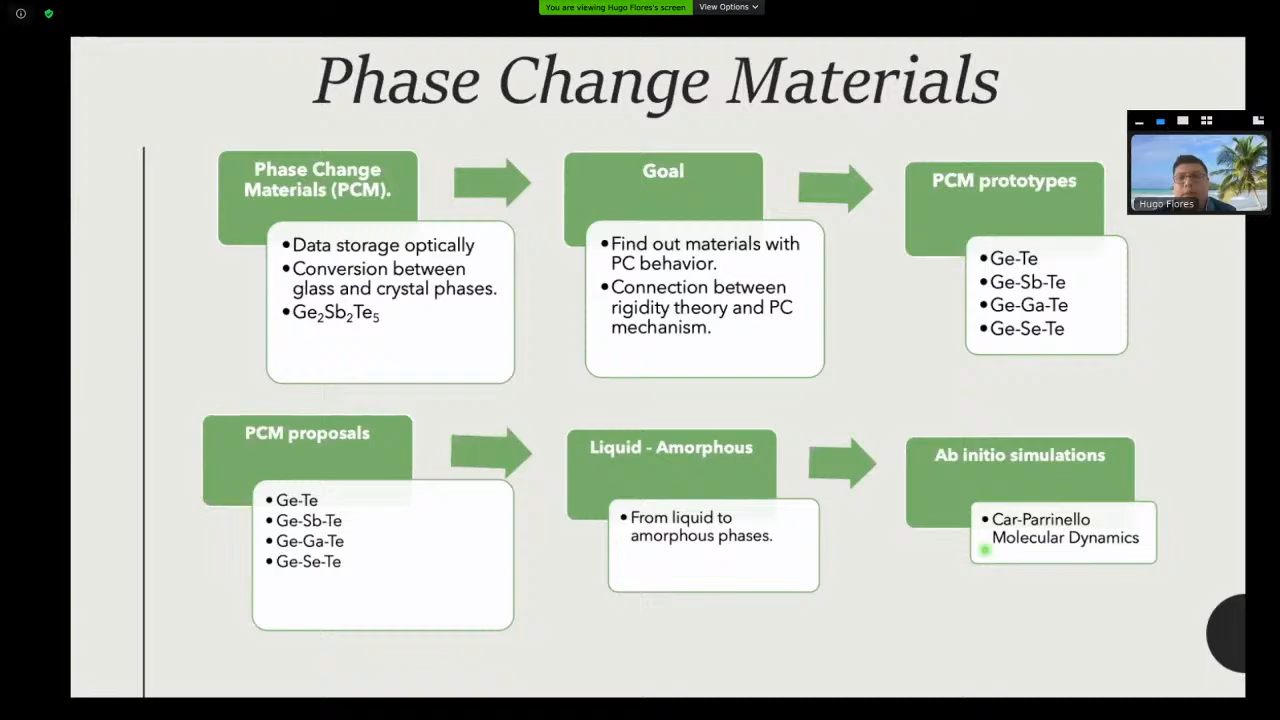 You are viewing Hugo Flores's screen
View Options
Phase Change Materials
Phase Change
Materials (PCM).
•Data storage optically
•Conversion between
glass and crystal phases.
•Ge₂Sb₂Te₅
Goal
•Find out materials with
PC behavior.
•Connection between
rigidity theory and PC
mechanism.
PCM prototypes
•Ge-Te
•Ge-Sb-Te
•Ge-Ga-Te
•Ge-Se-Te
Hugo Flores
PCM proposals
• Ge-Te
• Ge-Sb-Te
• Ge-Ga-Te
• Ge-Se-Te
Liquid - Amorphous
• From liquid to
amorphous phases.
Ab initio simulations
• Car-Parrinello
Molecular Dynamics